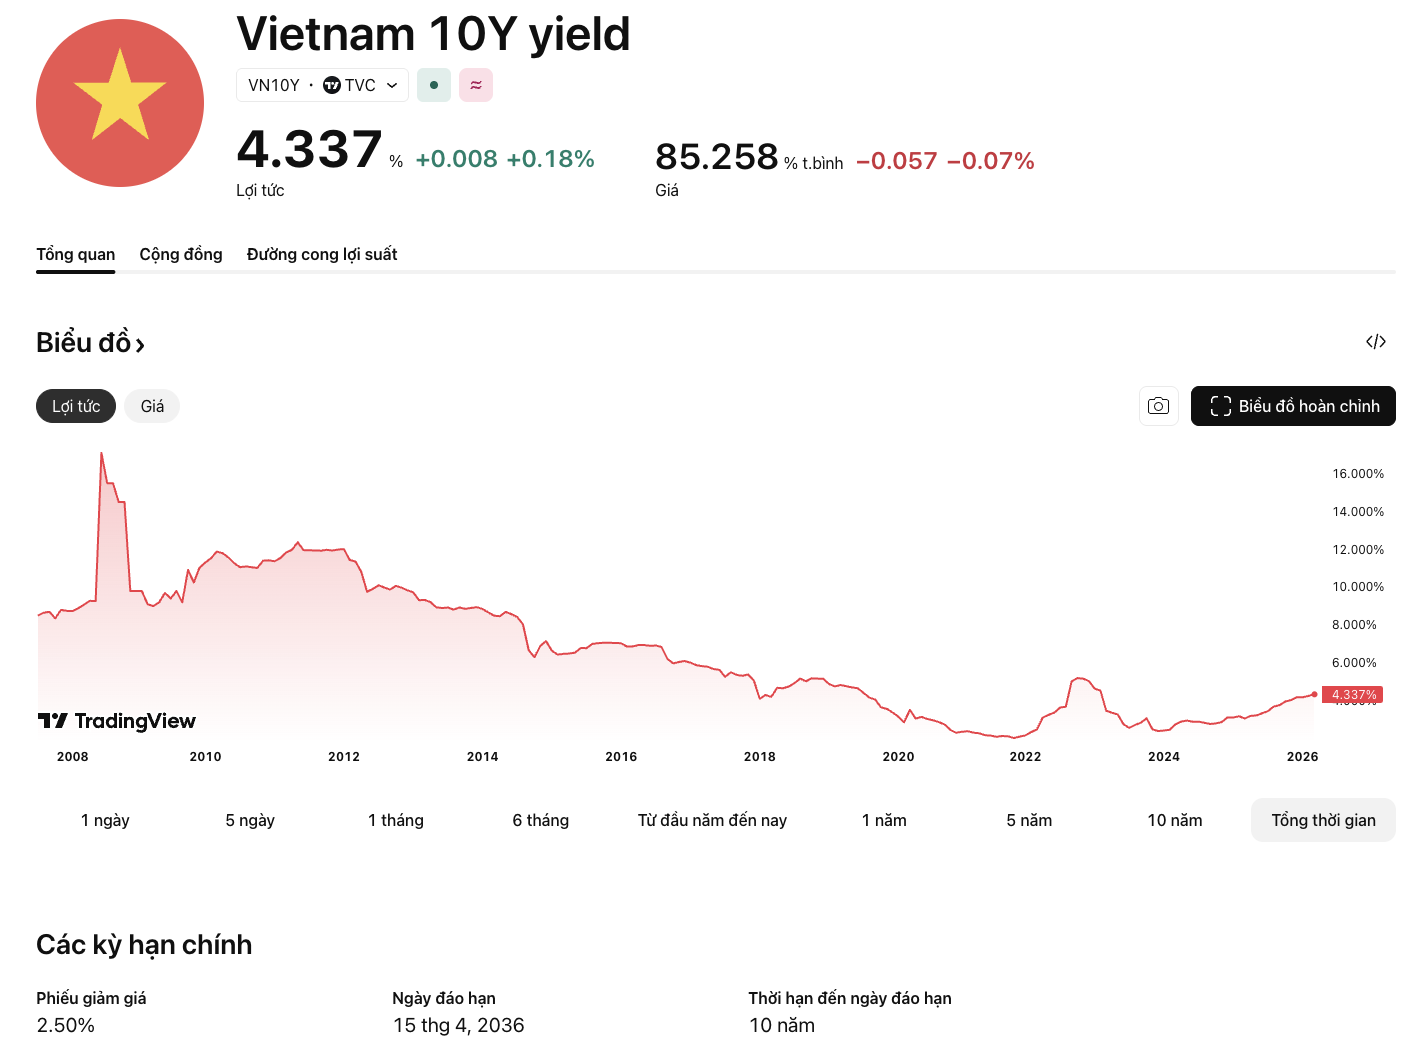 Vietnam 10Y yield
VN10Y · TVC
4.337 % +0.008 +0.18%
Lợi tức
85.258 % t.bình −0.057 −0.07%
Giá
Tổng quan Cộng đồng Đường cong lợi suất
Biểu đồ
Lợi tức Giá
Biểu đồ hoàn chỉnh
16.000%
14.000%
12.000%
10.000%
8.000%
6.000%
4.337%
TradingView
2008 2010 2012 2014 2016 2018 2020 2022 2024 2026
1 ngày 5 ngày 1 tháng 6 tháng Từ đầu năm đến nay 1 năm 5 năm 10 năm Tổng thời gian
Các kỳ hạn chính
Phiếu giảm giá Ngày đáo hạn Thời hạn đến ngày đáo hạn
2.50% 15 thg 4, 2036 10 năm